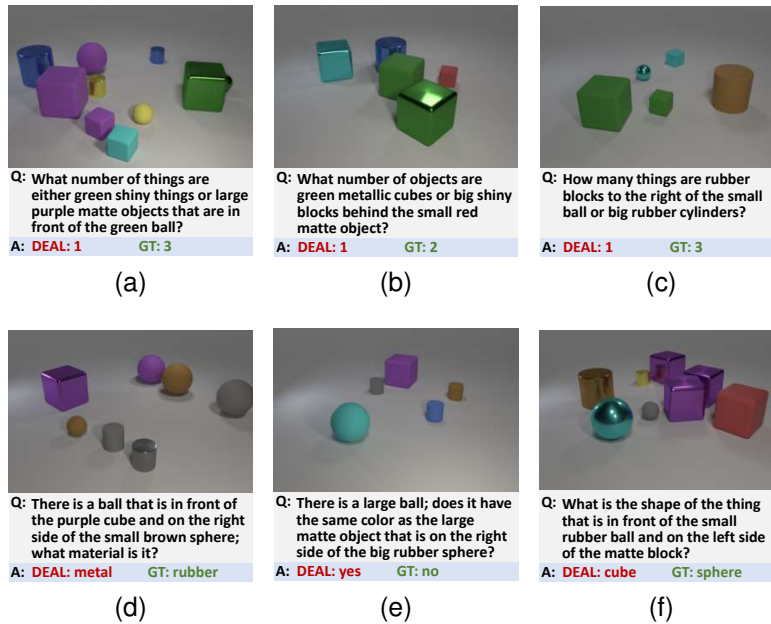 Q: What number of things are
either green shiny things or large
purple matte objects that are in
front of the green ball?
A: DEAL: 1 GT: 3
(a)
Q: What number of objects are
green metallic cubes or big shiny
blocks behind the small red
matte object?
A: DEAL: 1 GT: 2
(b)
Q: How many things are rubber
blocks to the right of the small
ball or big rubber cylinders?
A: DEAL: 1 GT: 3
(c)
Q: There is a ball that is in front of
the purple cube and on the right
side of the small brown sphere;
what material is it?
A: DEAL: metal GT: rubber
(d)
Q: There is a large ball; does it have
the same color as the large
matte object that is on the right
side of the big rubber sphere?
A: DEAL: yes GT: no
(e)
Q: What is the shape of the thing
that is in front of the small
rubber ball and on the left side
of the matte block?
A: DEAL: cube GT: sphere
(f)